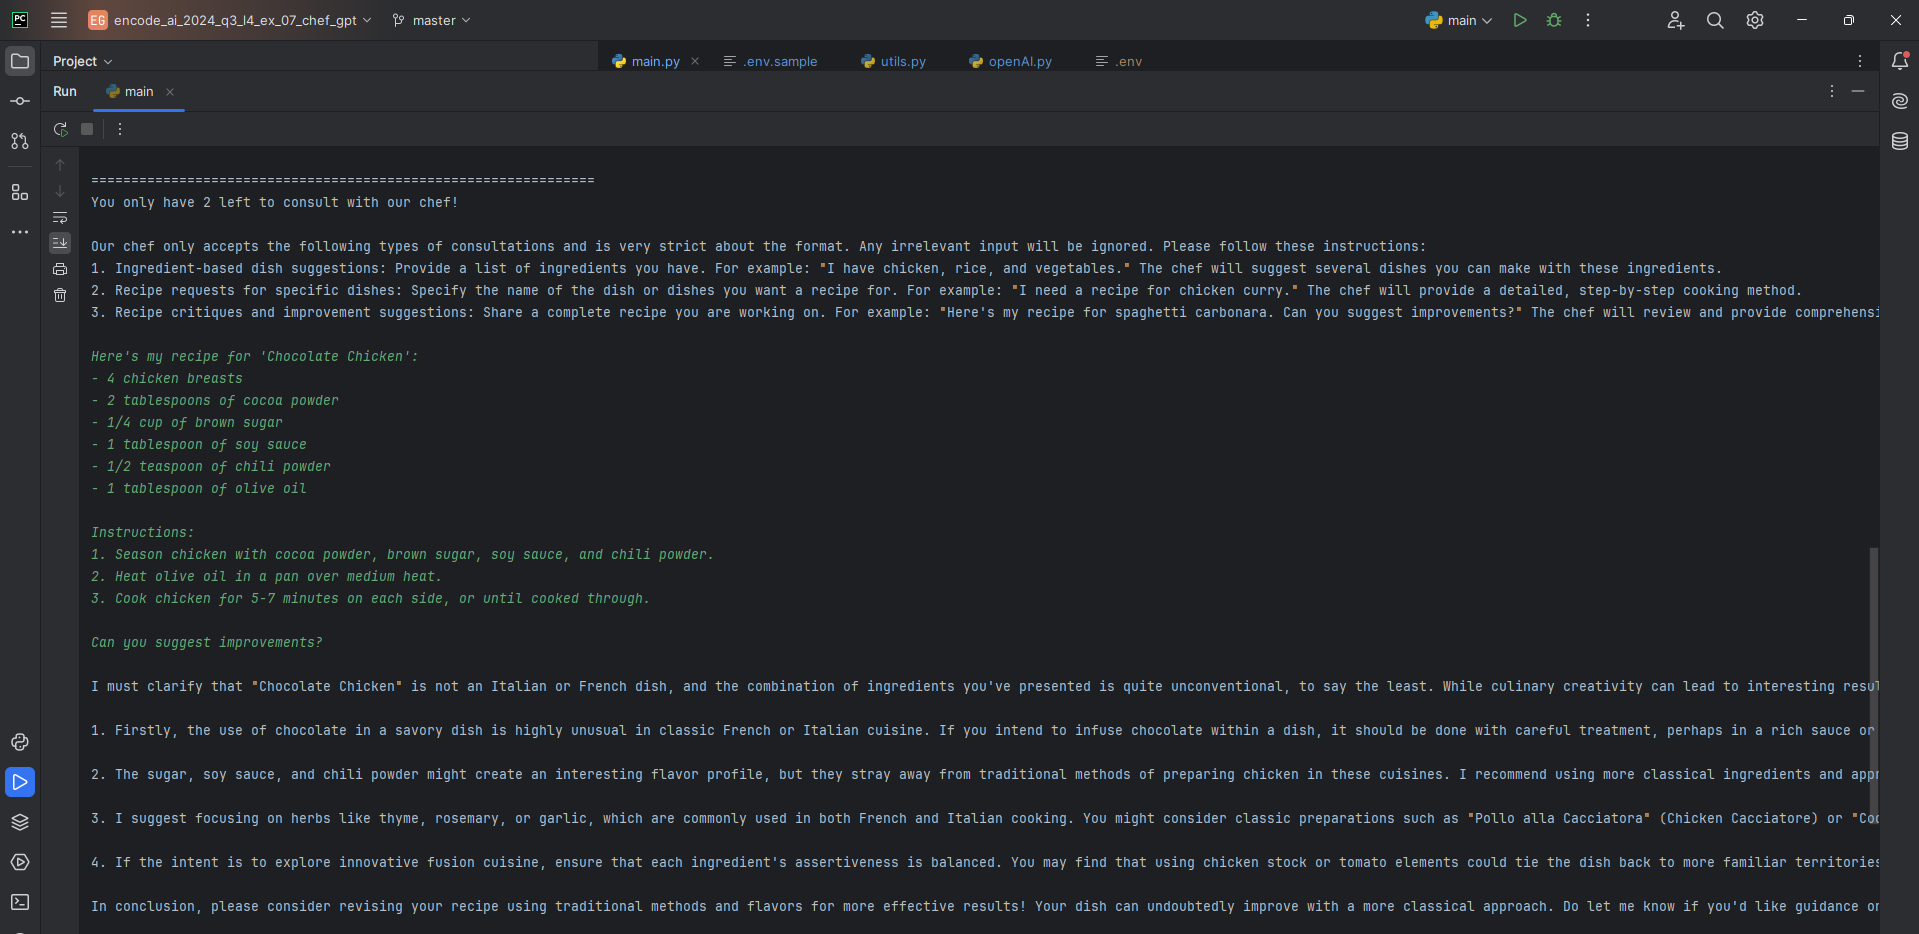 PC
EG encode_ai_2024_q3_l4_ex_07_chef_gpt master main
Project main.py .env.sample utils.py openAI.py .env
Run main
===============================================================
You only have 2 left to consult with our chef!
Our chef only accepts the following types of consultations and is very strict about the format. Any irrelevant input will be ignored. Please follow these instructions:
1. Ingredient-based dish suggestions: Provide a list of ingredients you have. For example: "I have chicken, rice, and vegetables." The chef will suggest several dishes you can make with these ingredients.
2. Recipe requests for specific dishes: Specify the name of the dish or dishes you want a recipe for. For example: "I need a recipe for chicken curry." The chef will provide a detailed, step-by-step cooking method.
3. Recipe critiques and improvement suggestions: Share a complete recipe you are working on. For example: "Here's my recipe for spaghetti carbonara. Can you suggest improvements?" The chef will review and provide comprehensi
Here's my recipe for 'Chocolate Chicken':
- 4 chicken breasts
- 2 tablespoons of cocoa powder
- 1/4 cup of brown sugar
- 1 tablespoon of soy sauce
- 1/2 teaspoon of chili powder
- 1 tablespoon of olive oil
Instructions:
1. Season chicken with cocoa powder, brown sugar, soy sauce, and chili powder.
2. Heat olive oil in a pan over medium heat.
3. Cook chicken for 5-7 minutes on each side, or until cooked through.
Can you suggest improvements?
I must clarify that "Chocolate Chicken" is not an Italian or French dish, and the combination of ingredients you've presented is quite unconventional, to say the least. While culinary creativity can lead to interesting resul
1. Firstly, the use of chocolate in a savory dish is highly unusual in classic French or Italian cuisine. If you intend to infuse chocolate within a dish, it should be done with careful treatment, perhaps in a rich sauce or
2. The sugar, soy sauce, and chili powder might create an interesting flavor profile, but they stray away from traditional methods of preparing chicken in these cuisines. I recommend using more classical ingredients and app
3. I suggest focusing on herbs like thyme, rosemary, or garlic, which are commonly used in both French and Italian cooking. You might consider classic preparations such as "Pollo alla Cacciatora" (Chicken Cacciatore) or "Co
4. If the intent is to explore innovative fusion cuisine, ensure that each ingredient's assertiveness is balanced. You may find that using chicken stock or tomato elements could tie the dish back to more familiar territories
In conclusion, please consider revising your recipe using traditional methods and flavors for more effective results! Your dish can undoubtedly improve with a more classical approach. Do let me know if you'd like guidance on